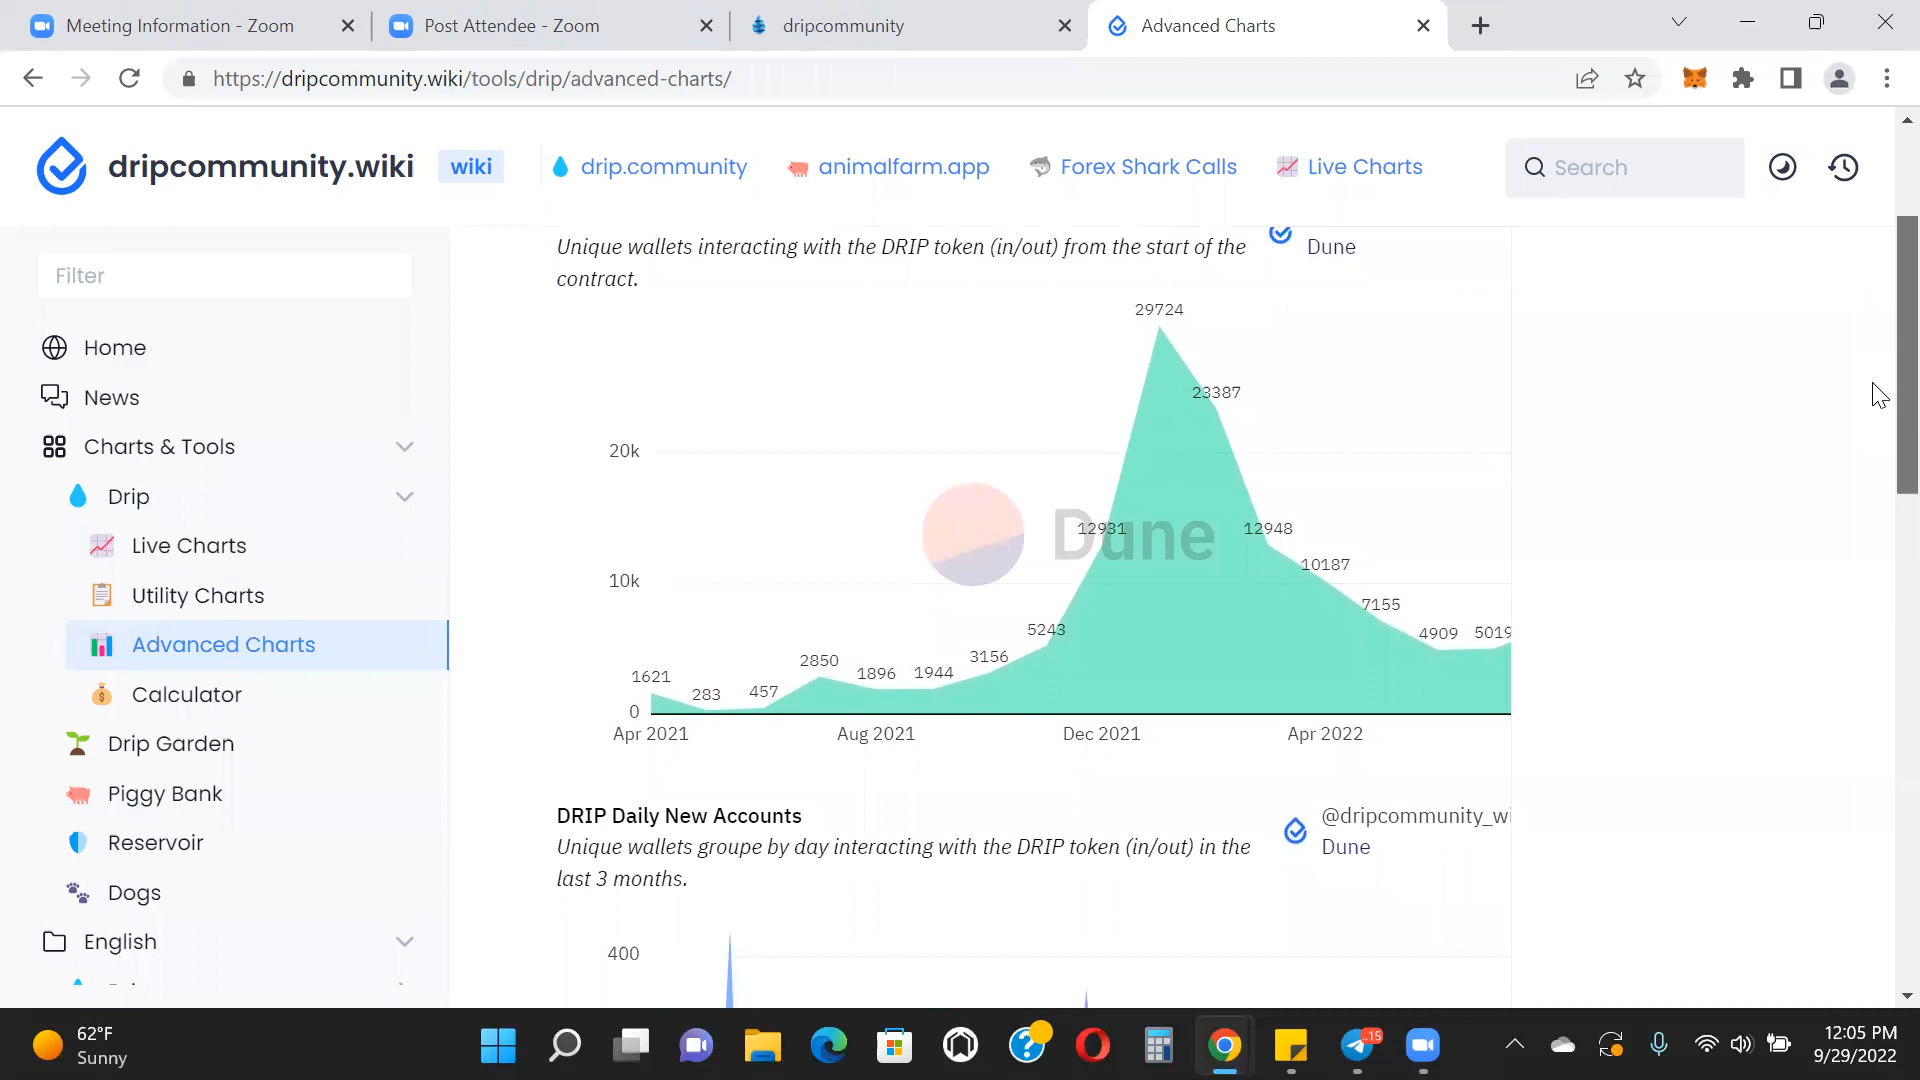 Meeting Information - Zoom
Post Attendee - Zoom
dripcommunity
Advanced Charts
https://dripcommunity.wiki/tools/drip/advanced-charts/
dripcommunity.wiki
wiki
drip.community
animalfarm.app
Forex Shark Calls
Live Charts
Search
Filter
Home
News
Charts & Tools
Drip
Live Charts
Utility Charts
Advanced Charts
Calculator
Drip Garden
Piggy Bank
Reservoir
Dogs
English
Unique wallets interacting with the DRIP token (in/out) from the start of the
contract.
Dune
29724
23387
20k
12931
Dune
12948
10k
10187
7155
5243
4909
5019
3156
2850
1896
1944
1621
283
457
0
Apr 2021
Aug 2021
Dec 2021
Apr 2022
DRIP Daily New Accounts
@dripcommunity_wi
Unique wallets groupe by day interacting with the DRIP token (in/out) in the
Dune
last 3 months.
400
62°F
Sunny
15
12:05 PM
9/29/2022